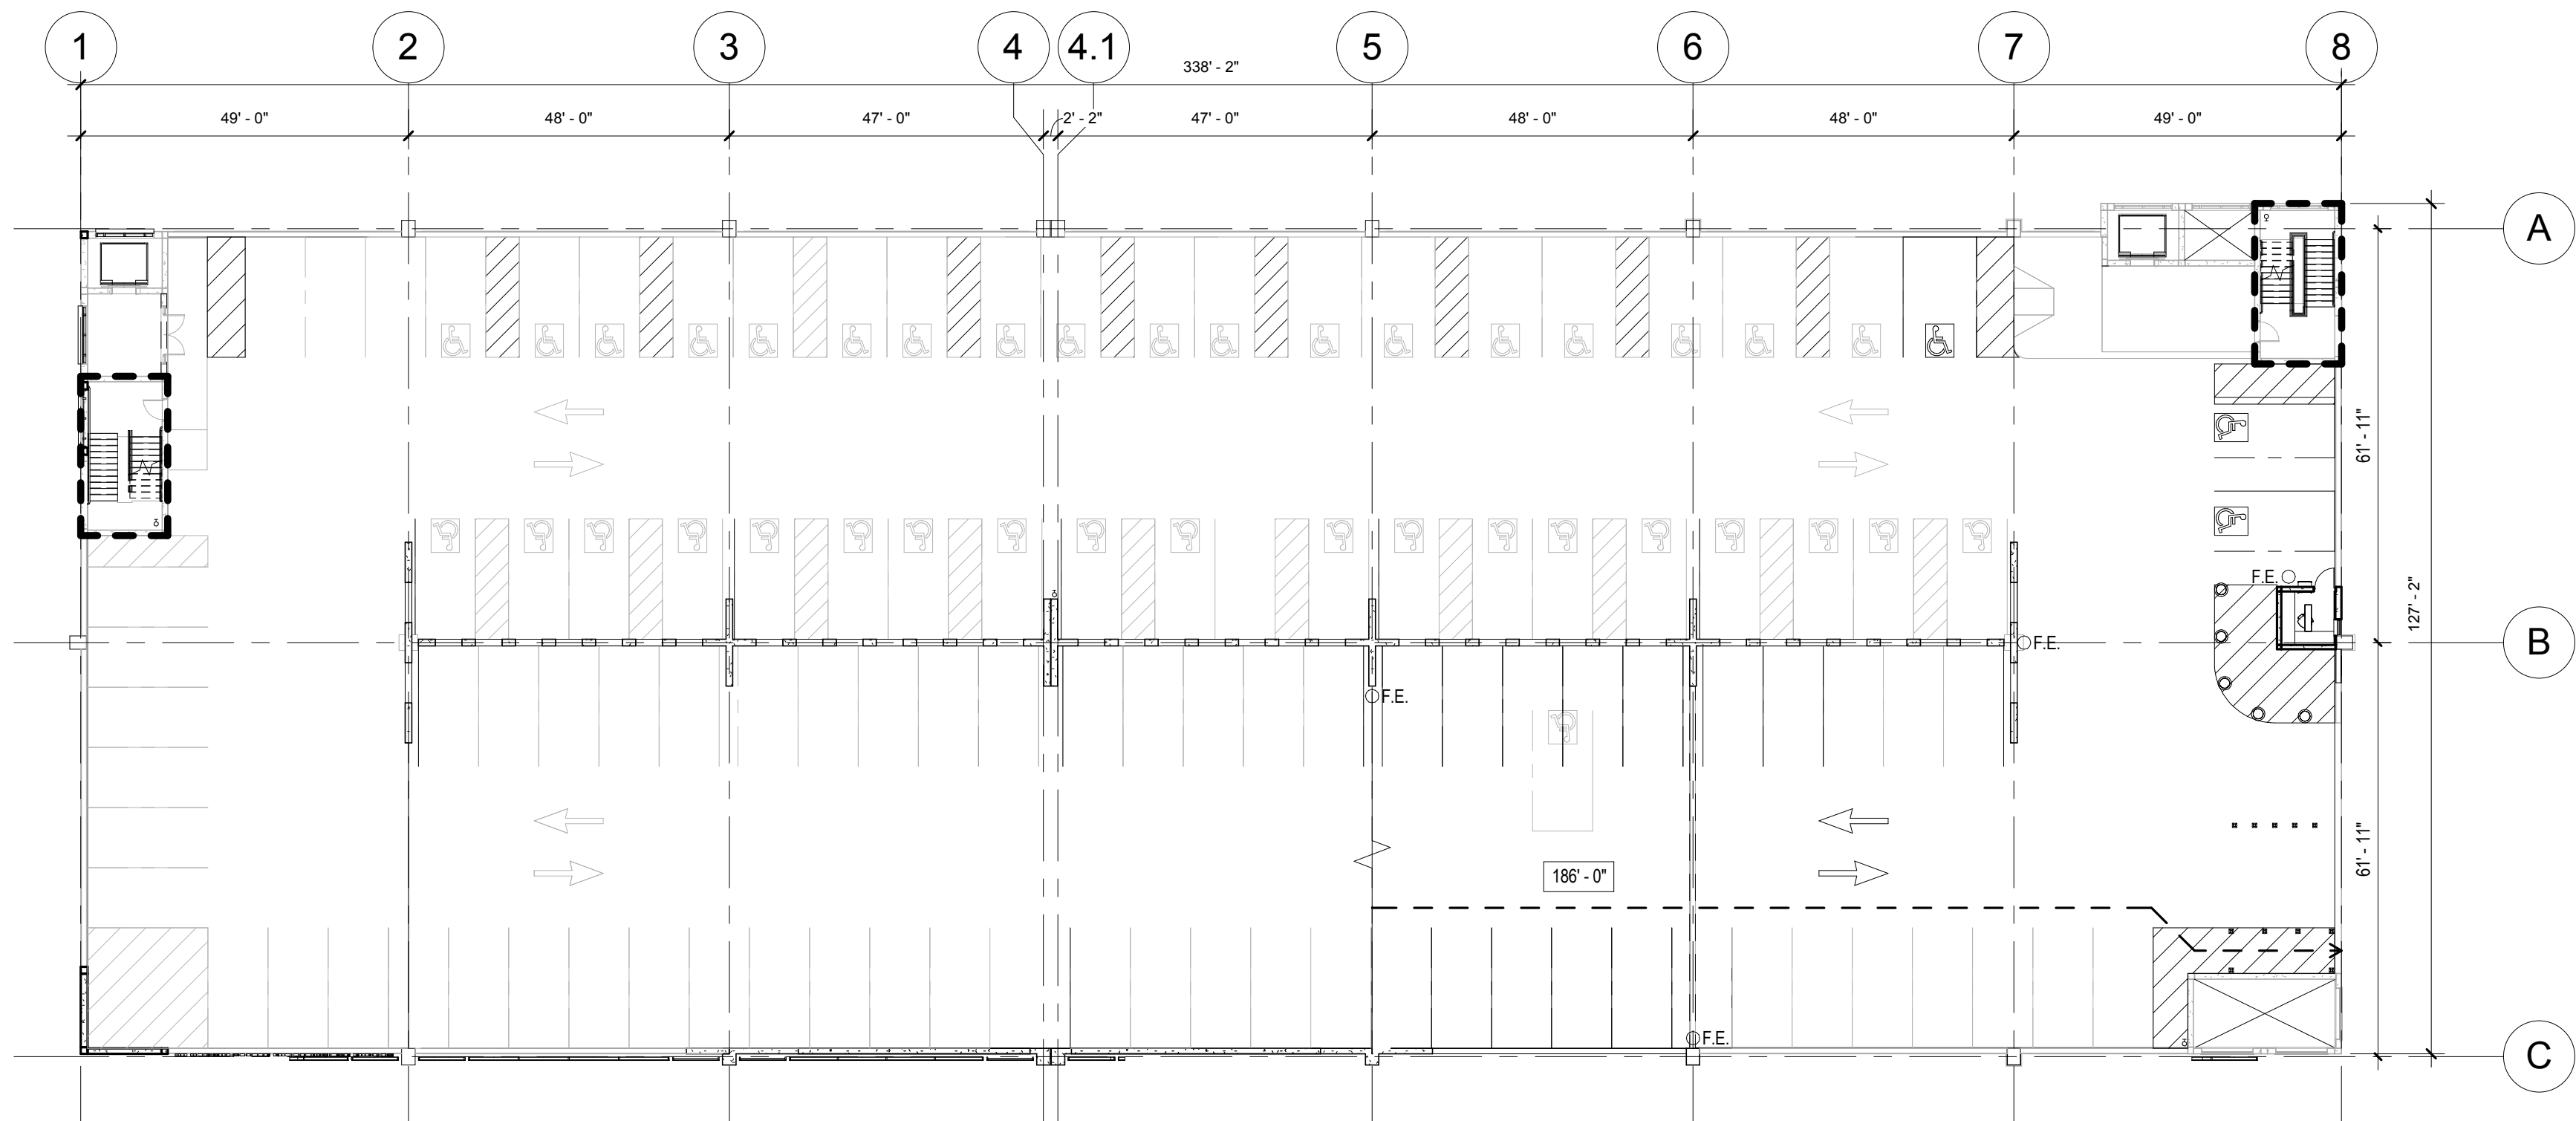 1 2 3 4 4.1 5 6 7 8
338' - 2"
49' - 0" 48' - 0" 47' - 0" 2' - 2" 47' - 0" 48' - 0" 48' - 0" 49' - 0"
A
61' - 11"
F.E.
127' - 2"
B
F.E.
F.E.
61' - 11"
186' - 0"
F.E.
C